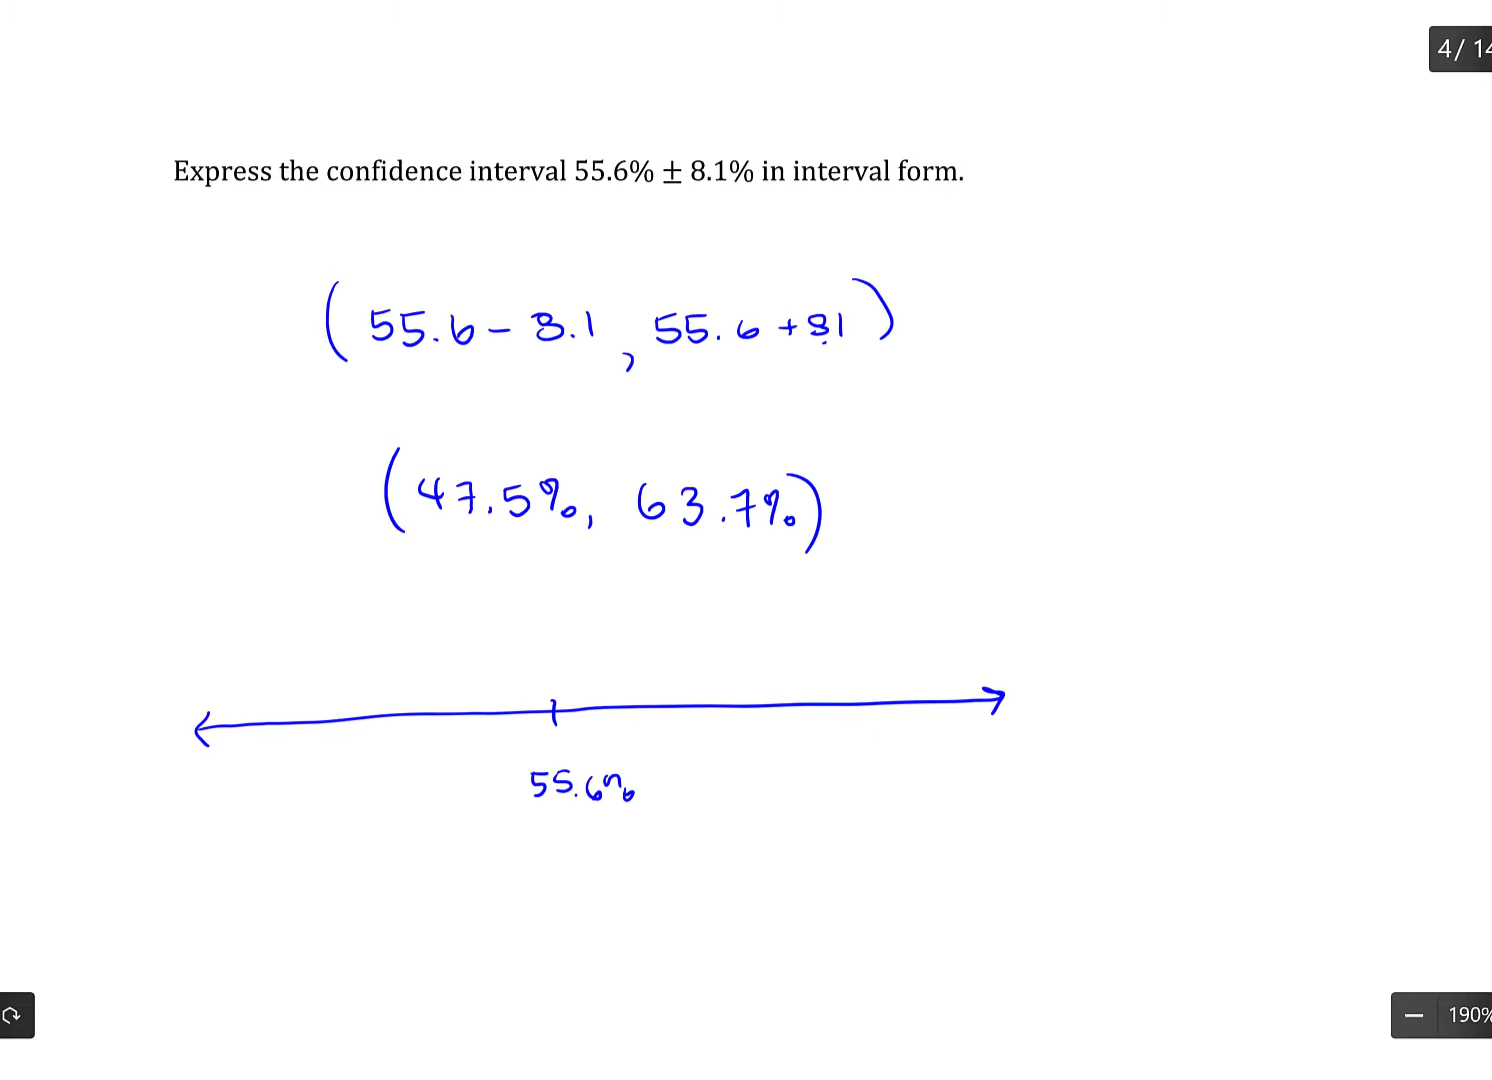 4 / 14
Express the confidence interval 55.6% ± 8.1% in interval form.
(55.6 - 8.1, 55.6 + 8.1)
(47.5%, 63.7%)
55.6%
190%